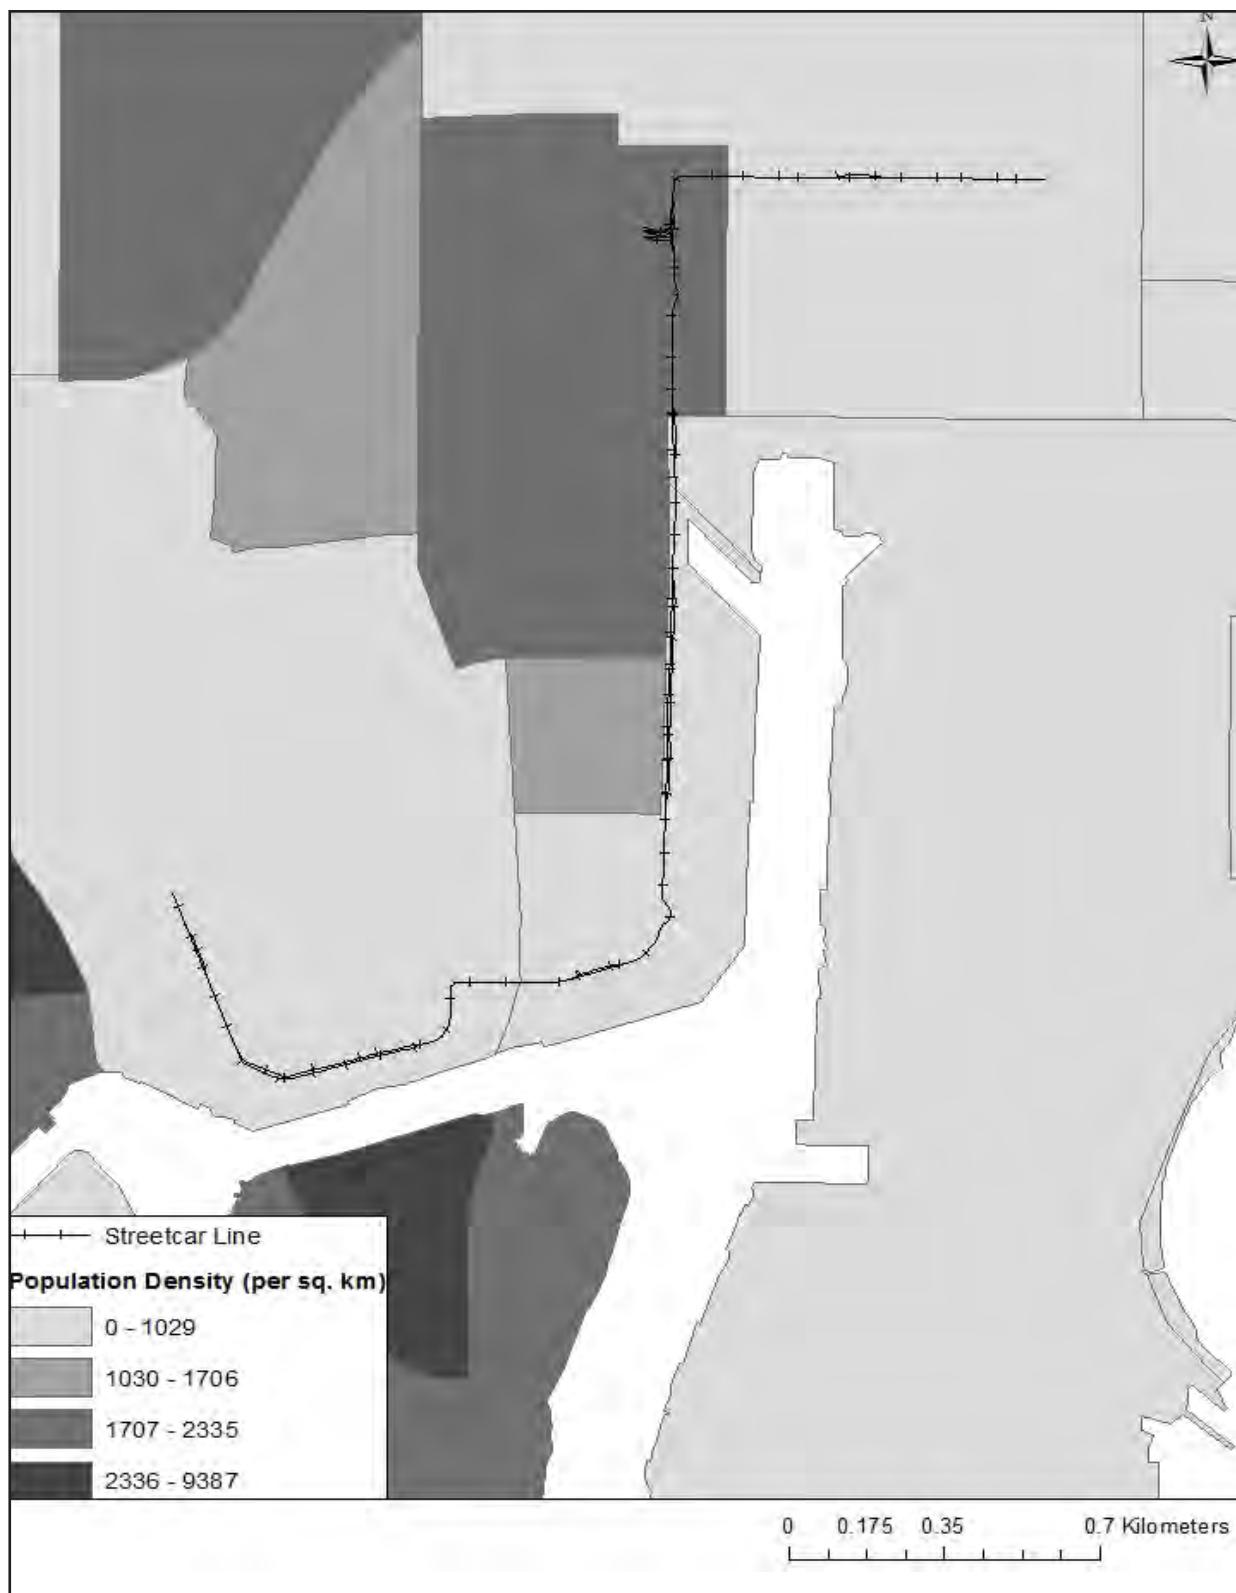 N
Streetcar Line
Population Density (per sq. km)
0 - 1029
1030 - 1706
1707 - 2335
2336 - 9387
0 0.175 0.35 0.7 Kilometers